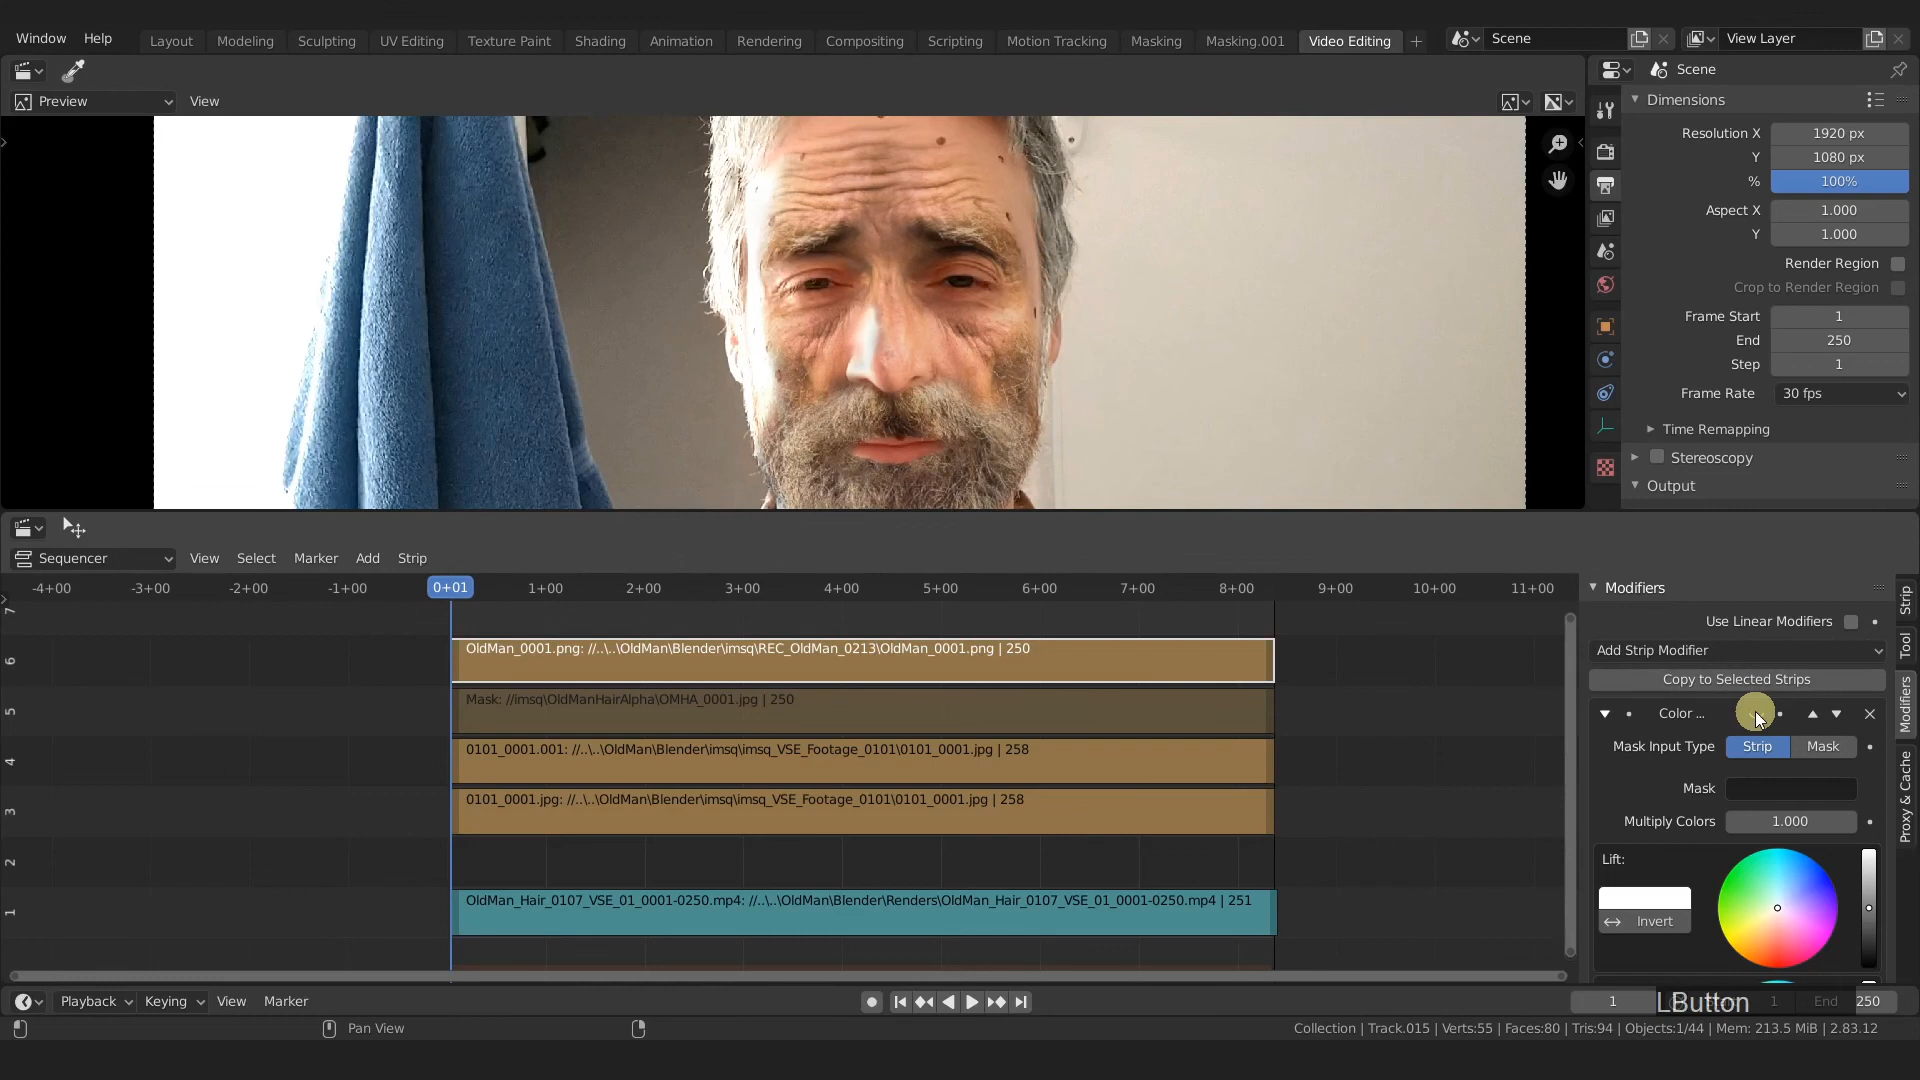 Window Help Layout Modeling Sculpting UV Editing Texture Paint Shading Animation Rendering Compositing Scripting Motion Tracking Masking Masking.001 Video Editing + Scene View Layer
Scene
Preview View
Dimensions
Resolution X 1920 px
Y 1080 px
% 100%
Aspect X 1.000
Y 1.000
Render Region
Crop to Render Region
Frame Start 1
End 250
Step 1
Frame Rate 30 fps
Time Remapping
Stereoscopy
Output
Sequencer View Select Marker Add Strip
-4+00 -3+00 -2+00 -1+00 0+01 1+00 2+00 3+00 4+00 5+00 6+00 7+00 8+00 9+00 10+00 11+00
7
6 OldMan_0001.png: //..\..\OldMan\Blender\imsq\REC_OldMan_0213\OldMan_0001.png | 250
5 Mask: //imsq\OldManHairAlpha\OMHA_0001.jpg | 250
4 0101_0001.001: //..\..\OldMan\Blender\imsq\imsq_VSE_Footage_0101\0101_0001.jpg | 258
3 0101_0001.jpg: //..\..\OldMan\Blender\imsq\imsq_VSE_Footage_0101\0101_0001.jpg | 258
2
1 OldMan_Hair_0107_VSE_01_0001-0250.mp4: //..\..\OldMan\Blender\Renders\OldMan_Hair_0107_VSE_01_0001-0250.mp4 | 251
Modifiers
Use Linear Modifiers
Add Strip Modifier
Copy to Selected Strips
Color ...
Mask Input Type Strip Mask
Mask
Multiply Colors 1.000
Lift:
Invert
Strip
Tool
Modifiers
Proxy & Cache
Playback Keying View Marker 1 LButton 1 End 250
Pan View Collection | Track.015 | Verts:55 | Faces:80 | Tris:94 | Objects:1/44 | Mem: 213.5 MiB | 2.83.12